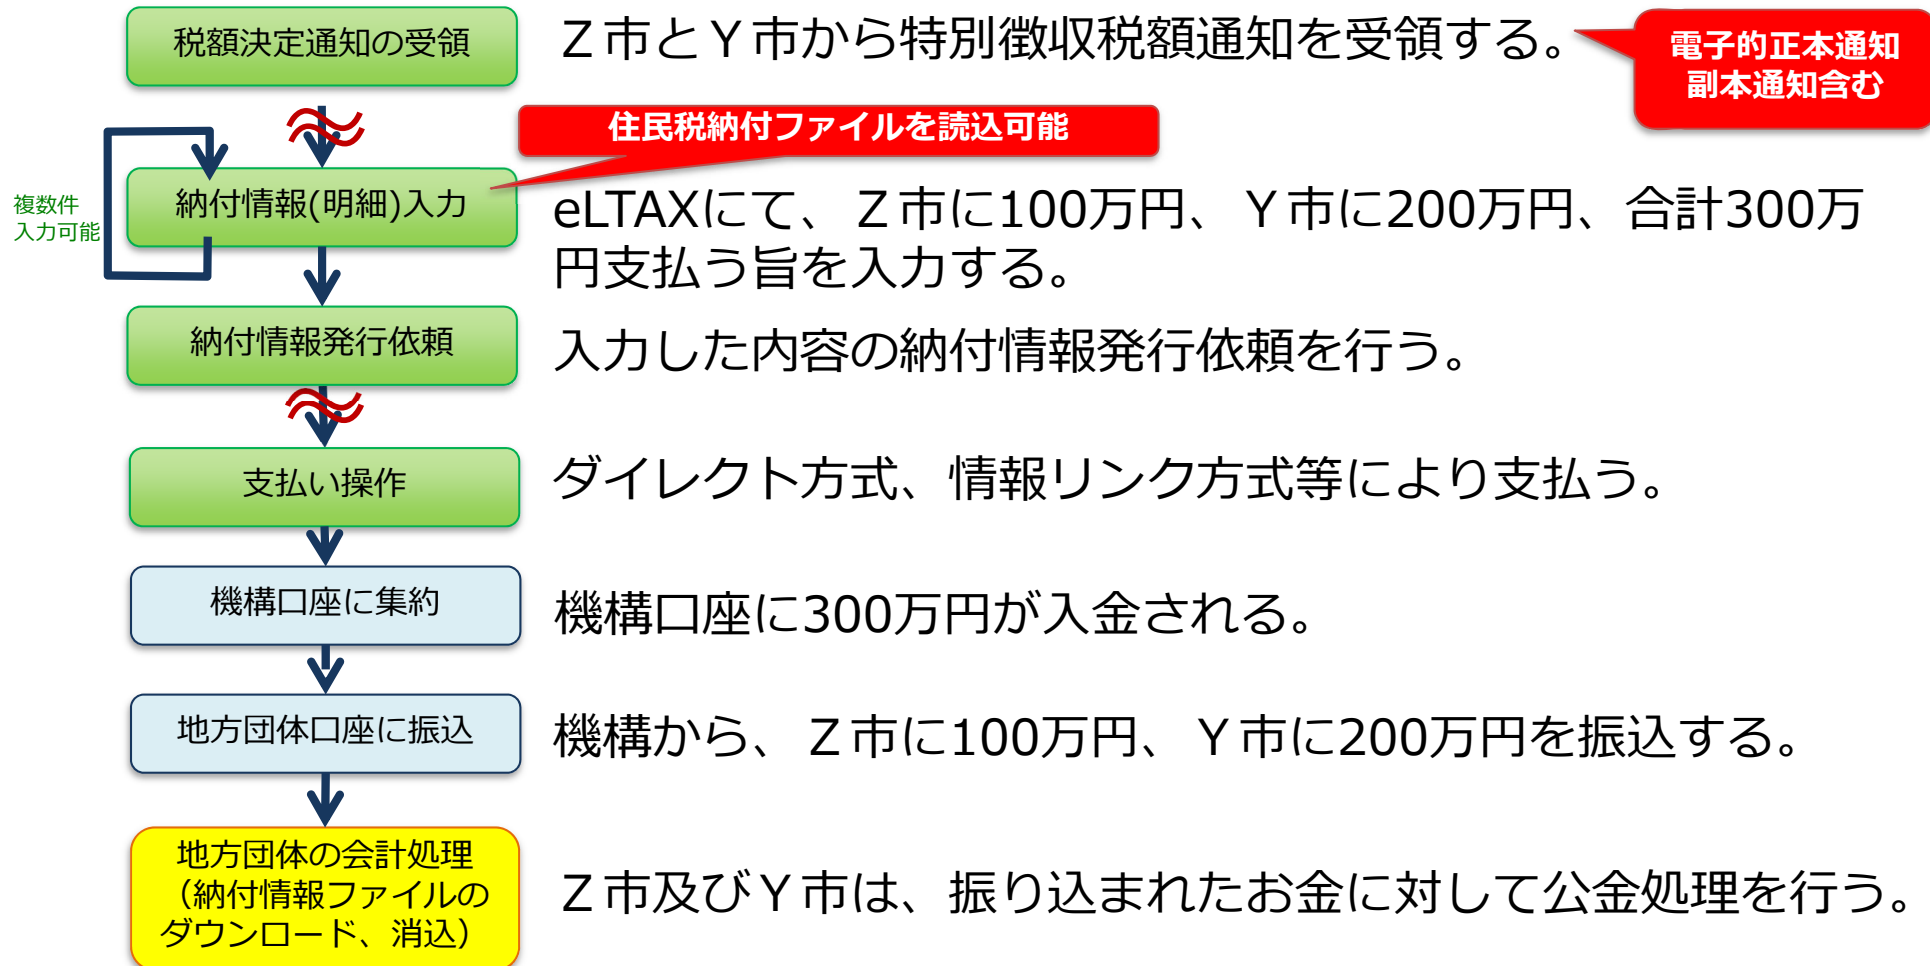 税額決定通知の受領
Ｚ市とＹ市から特別徴収税額通知を受領する。
電子的正本通知
副本通知含む
住民税納付ファイルを読込可能
複数件
入力可能
納付情報(明細)入力
eLTAXにて、Ｚ市に100万円、Ｙ市に200万円、合計300万
円支払う旨を入力する。
納付情報発行依頼
入力した内容の納付情報発行依頼を行う。
支払い操作
ダイレクト方式、情報リンク方式等により支払う。
機構口座に集約
機構口座に300万円が入金される。
地方団体口座に振込
機構から、Ｚ市に100万円、Ｙ市に200万円を振込する。
地方団体の会計処理
（納付情報ファイルの
ダウンロード、消込）
Ｚ市及びＹ市は、振り込まれたお金に対して公金処理を行う。